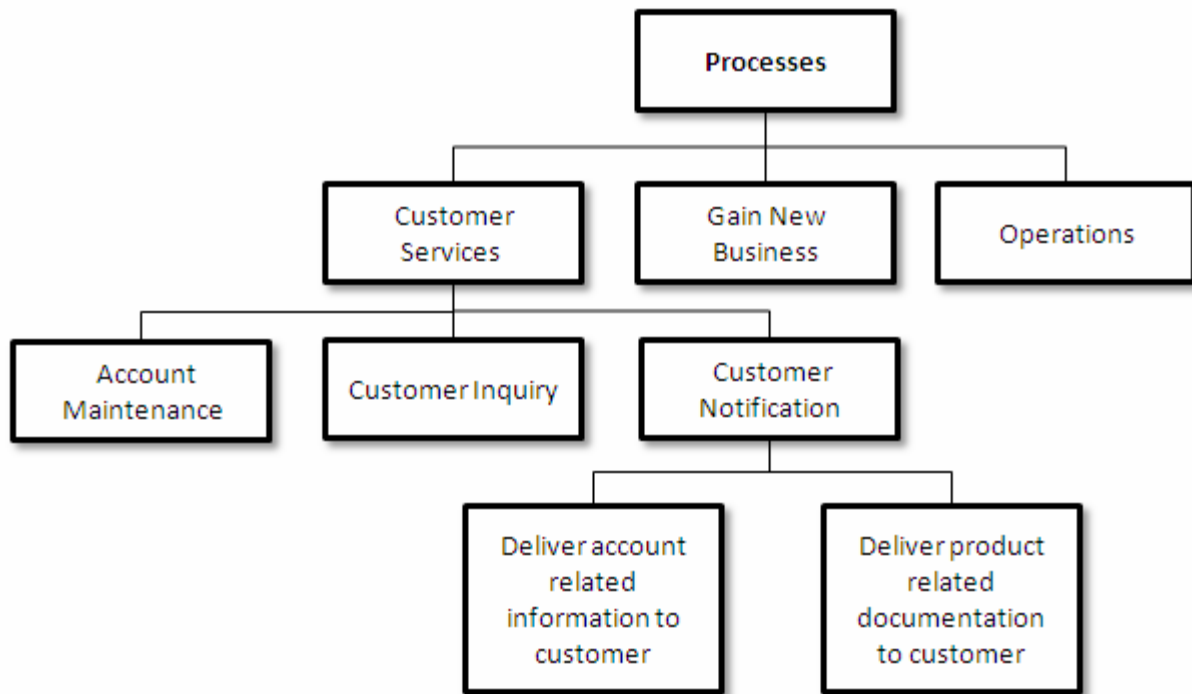 Processes
Customer
Services
Gain New
Business
Operations
Account
Maintenance
Customer Inquiry
Customer
Notification
Deliver account
related
information to
customer
Deliver product
related
documentation
to customer